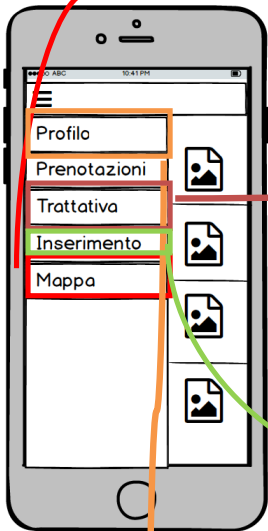 ABC 10:41 PM
Profilo
Prenotazioni
Trattativa
Inserimento
Mappa